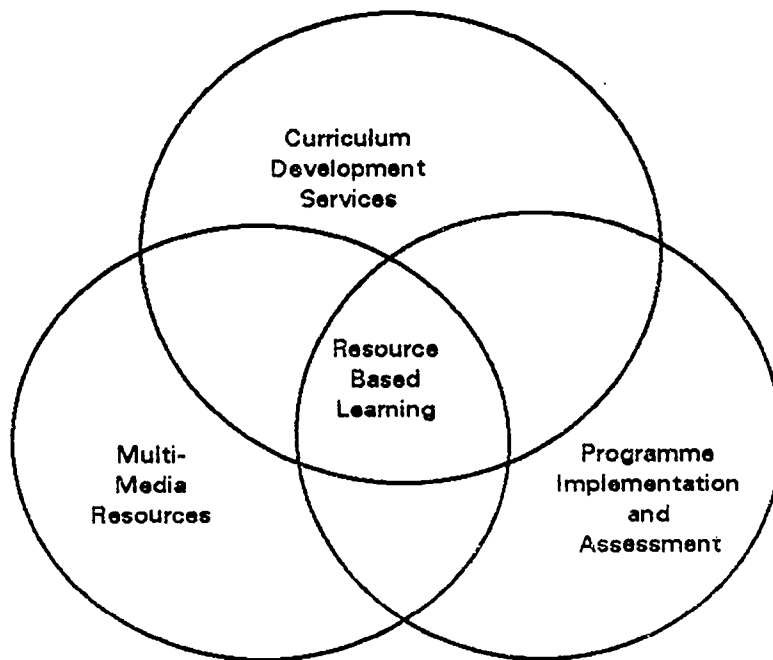 Curriculum
Development
Services
Resource
Based
Learning
Multi-
Media
Resources
Programme
Implementation
and
Assessment